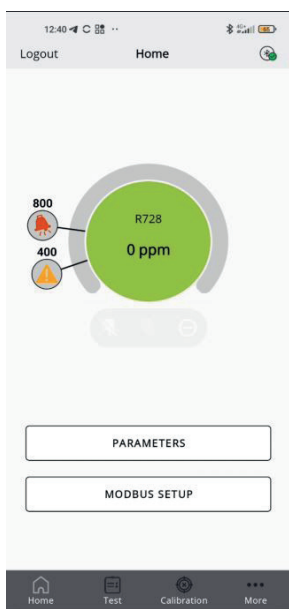 12:40
Logout Home
800
R728
400
0 ppm
PARAMETERS
MODBUS SETUP
Home Test Calibration More